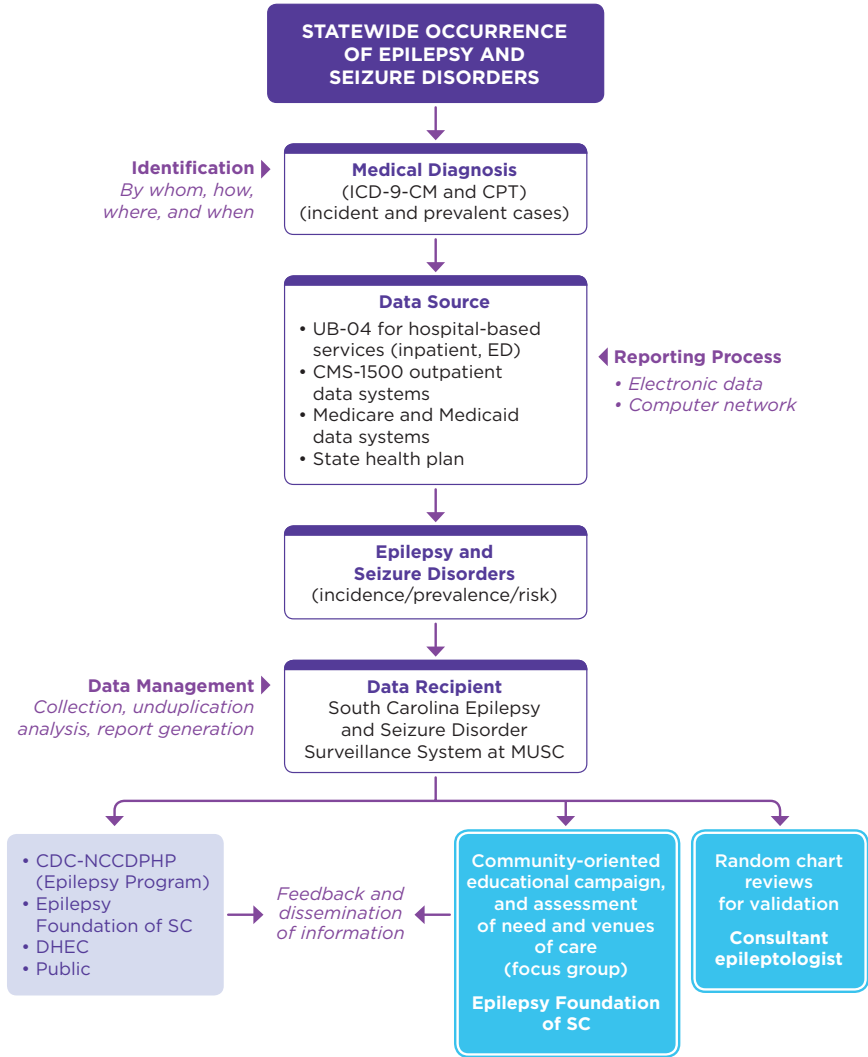 STATEWIDE OCCURRENCE
OF EPILEPSY AND
SEIZURE DISORDERS
Identification
By whom, how,
where, and when
Medical Diagnosis
(ICD-9-CM and CPT)
(incident and prevalent cases)
Data Source
• UB-04 for hospital-based
services (inpatient, ED)
• CMS-1500 outpatient
data systems
• Medicare and Medicaid
data systems
• State health plan
Reporting Process
• Electronic data
• Computer network
Epilepsy and
Seizure Disorders
(incidence/prevalence/risk)
Data Management
Collection, unduplication
analysis, report generation
Data Recipient
South Carolina Epilepsy
and Seizure Disorder
Surveillance System at MUSC
• CDC-NCCDPHP
(Epilepsy Program)
• Epilepsy
Foundation of SC
• DHEC
• Public
Feedback and
dissemination
of information
Community-oriented
educational campaign,
and assessment
of need and venues
of care
(focus group)
Epilepsy Foundation
of SC
Random chart
reviews
for validation
Consultant
epileptologist